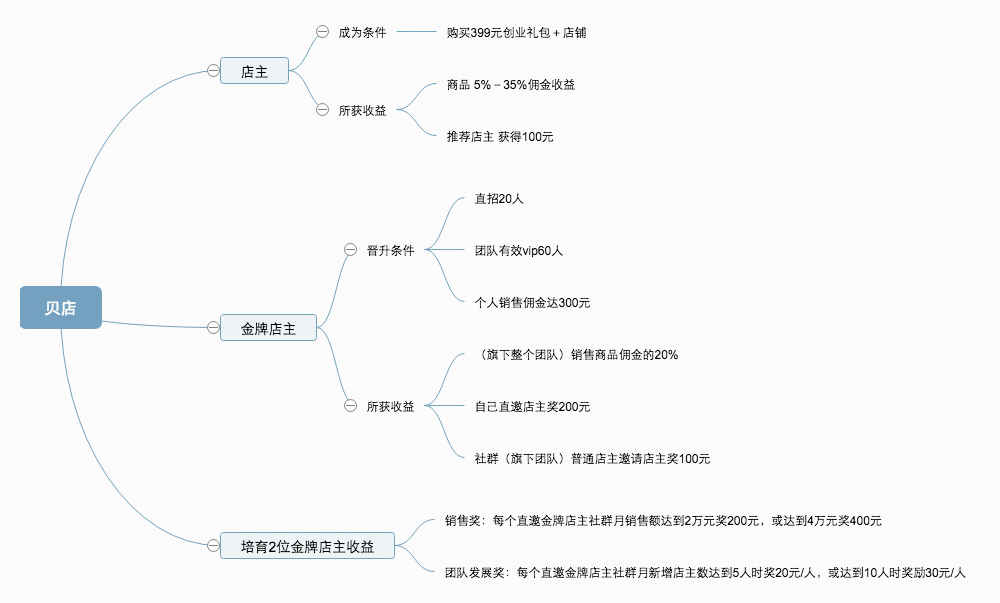 贝店
店主
成为条件
购买399元创业礼包 + 店铺
所获收益
商品 5% – 35%佣金收益
推荐店主 获得100元
金牌店主
晋升条件
直招20人
团队有效vip60人
个人销售佣金达300元
所获收益
（旗下整个团队）销售商品佣金的20%
自己直邀店主奖200元
社群（旗下团队）普通店主邀请店主奖100元
培育2位金牌店主收益
销售奖：每个直邀金牌店主社群月销售额达到2万元奖200元，或达到4万元奖400元
团队发展奖：每个直邀金牌店主社群月新增店主数达到5人时奖20元/人，或达到10人时奖励30元/人